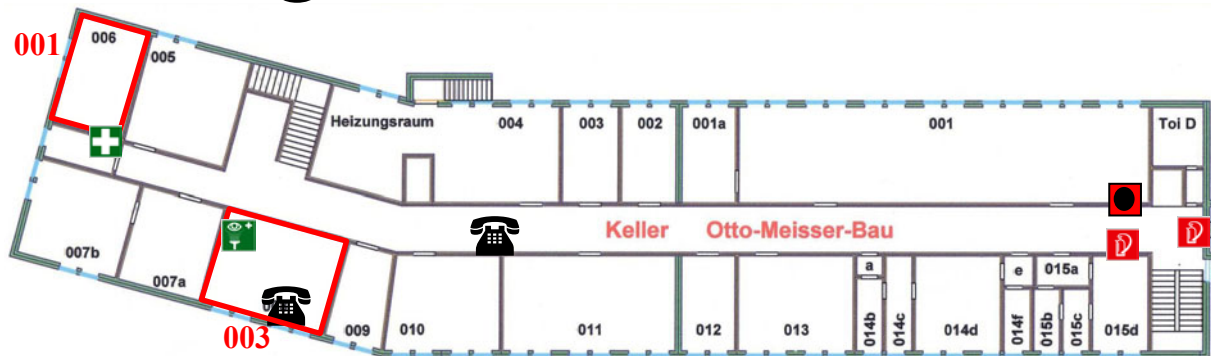 001
006
005
Heizungsraum
004
003
002
001a
001
Toi D
Keller Otto-Meisser-Bau
007b
007a
003
009
010
011
012
013
a
014b
014c
014d
e
014f
015a
015b
015c
015d